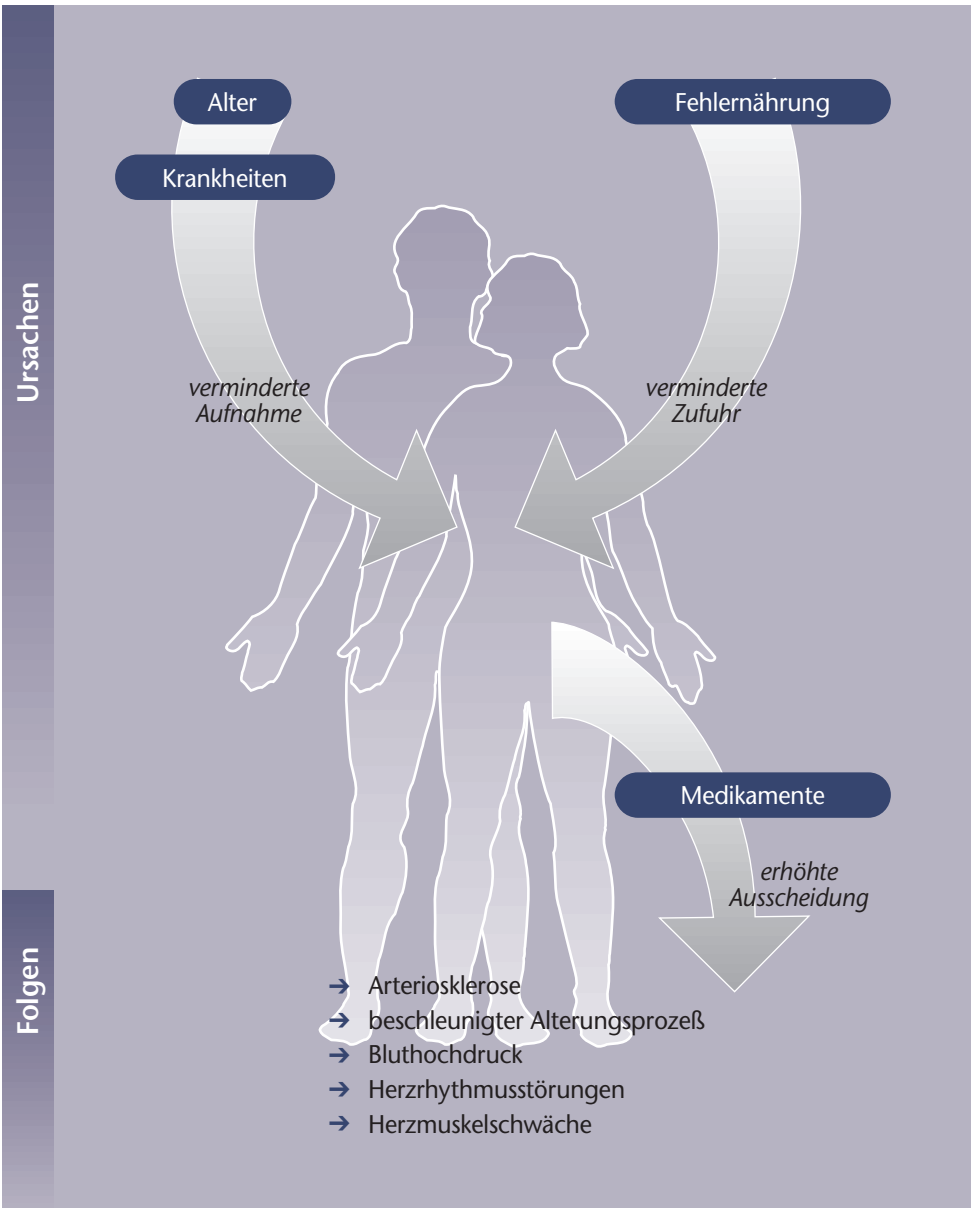 Ursachen
Alter
Fehlernährung
Krankheiten
verminderte
Aufnahme
verminderte
Zufuhr
Medikamente
erhöhte
Ausscheidung
Folgen
➔ Arteriosklerose
➔ beschleunigter Alterungsprozeß
➔ Bluthochdruck
➔ Herzrhythmusstörungen
➔ Herzmuskelschwäche